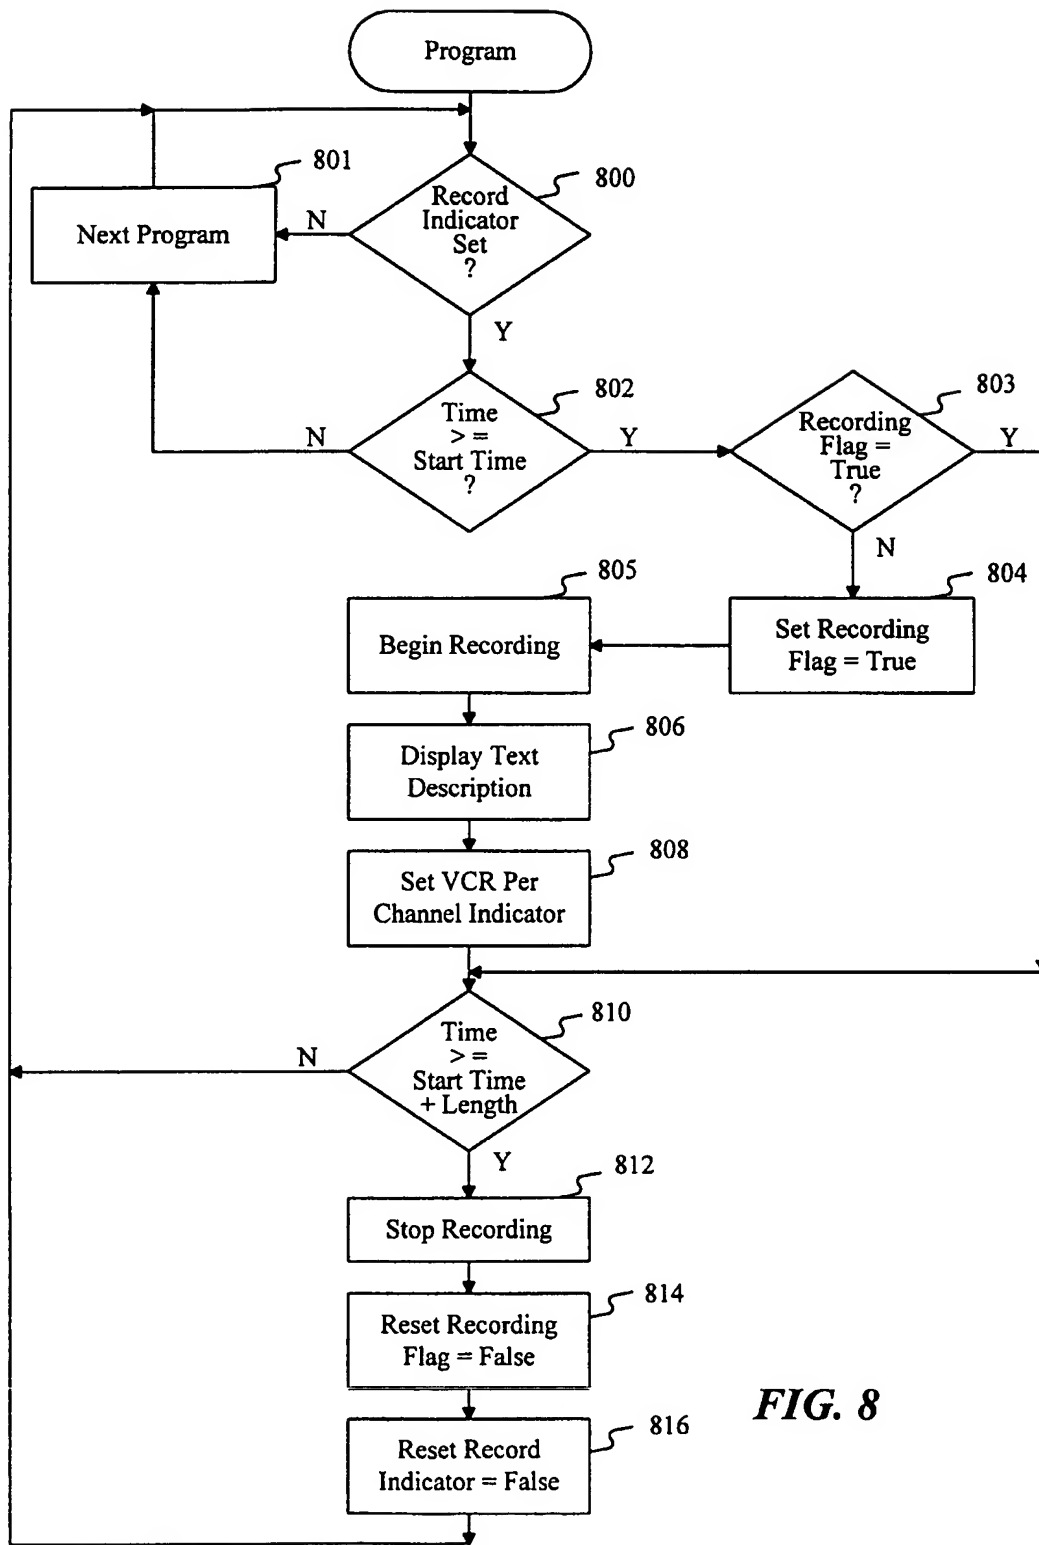 Program
801
800
Next Program
N
Record
Indicator
Set
?
Y
802
803
N
Time
> =
Start Time
?
Y
Recording
Flag =
True
?
Y
N
805
804
Begin Recording
Set Recording
Flag = True
806
Display Text
Description
808
Set VCR Per
Channel Indicator
810
N
Time
> =
Start Time
+ Length
Y
812
Stop Recording
814
Reset Recording
Flag = False
FIG. 8
816
Reset Record
Indicator = False